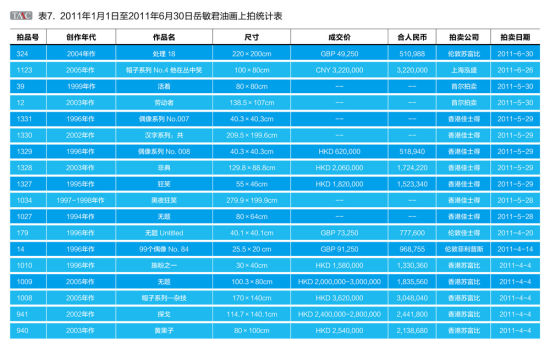 TAAC 表7. 2011年1月1日至2011年6月30日岳敏君油画上拍统计表
拍品号 创作年代 作品名 尺寸 成交价 合人民币 拍卖公司 拍卖日期
324 2004年作 处理 18 220×200cm GBP 49,250 510,988 伦敦苏富比 2011-6-30
1123 2005年作 帽子系列 No.4 他在丛中笑 100×80cm CNY 3,220,000 3,220,000 上海泓盛 2011-6-26
39 1999年作 活着 80×80cm -- -- 首尔拍卖 2011-5-30
12 2003年作 劳动者 138.5×107cm -- -- 首尔拍卖 2011-5-30
1331 1996年作 偶像系列 No.007 40.3×40.3cm -- -- 香港佳士得 2011-5-29
1330 2002年作 汉字系列：共 209.5×199.6cm -- -- 香港佳士得 2011-5-29
1329 1996年作 偶像系列 No. 008 40.3×40.3cm HKD 620,000 518,940 香港佳士得 2011-5-29
1328 2003年作 非典 129.8×88.8cm HKD 2,060,000 1,724,220 香港佳士得 2011-5-29
1327 1995年作 狂笑 55×46cm HKD 1,820,000 1,523,340 香港佳士得 2011-5-29
1034 1997-1998年作 黑夜狂笑 279.9×199.9cm -- -- 香港佳士得 2011-5-28
1027 1994年作 无题 80×64cm -- -- 香港佳士得 2011-5-28
179 1996年作 无题 Untitled 40.1×40.1cm GBP 73,250 777,600 香港佳士得 2011-4-20
14 1996年作 99个偶像 No. 84 25.5×20 cm GBP 91,250 968,755 伦敦菲利普斯 2011-4-14
1010 1996年作 施粉之一 30×40cm HKD 1,580,000 1,330,360 香港苏富比 2011-4-4
1009 2005年作 无题 100.3×80cm HKD 2,000,000-3,000,000 1,835,560 香港苏富比 2011-4-4
1008 2005年作 帽子系列—杂技 170×140cm HKD 3,620,000 3,048,040 香港苏富比 2011-4-4
941 2002年作 探戈 114.7×140.1cm HKD 2,400,000-2,800,000 2,441,800 香港苏富比 2011-4-4
940 2003年作 黄果子 80×100cm HKD 2,540,000 2,138,680 香港苏富比 2011-4-4